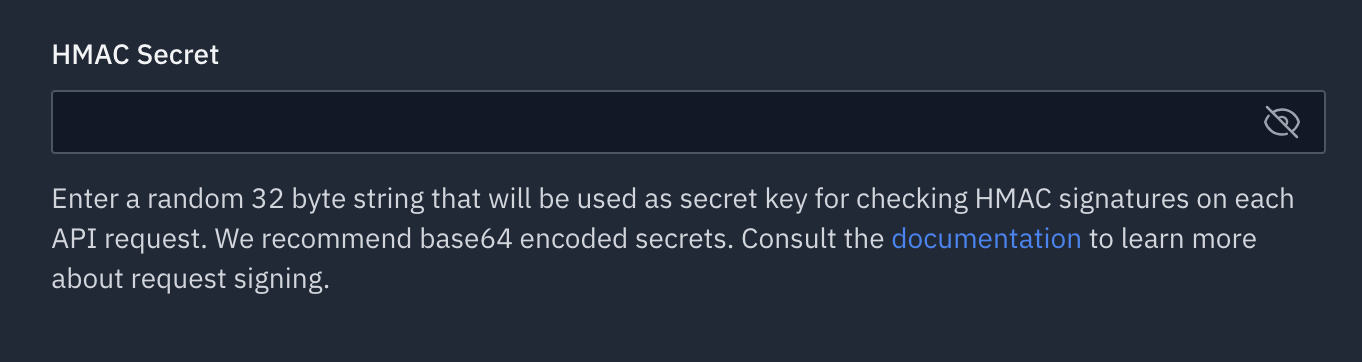 HMAC Secret
Enter a random 32 byte string that will be used as secret key for checking HMAC signatures on each
API request. We recommend base64 encoded secrets. Consult the documentation to learn more
about request signing.